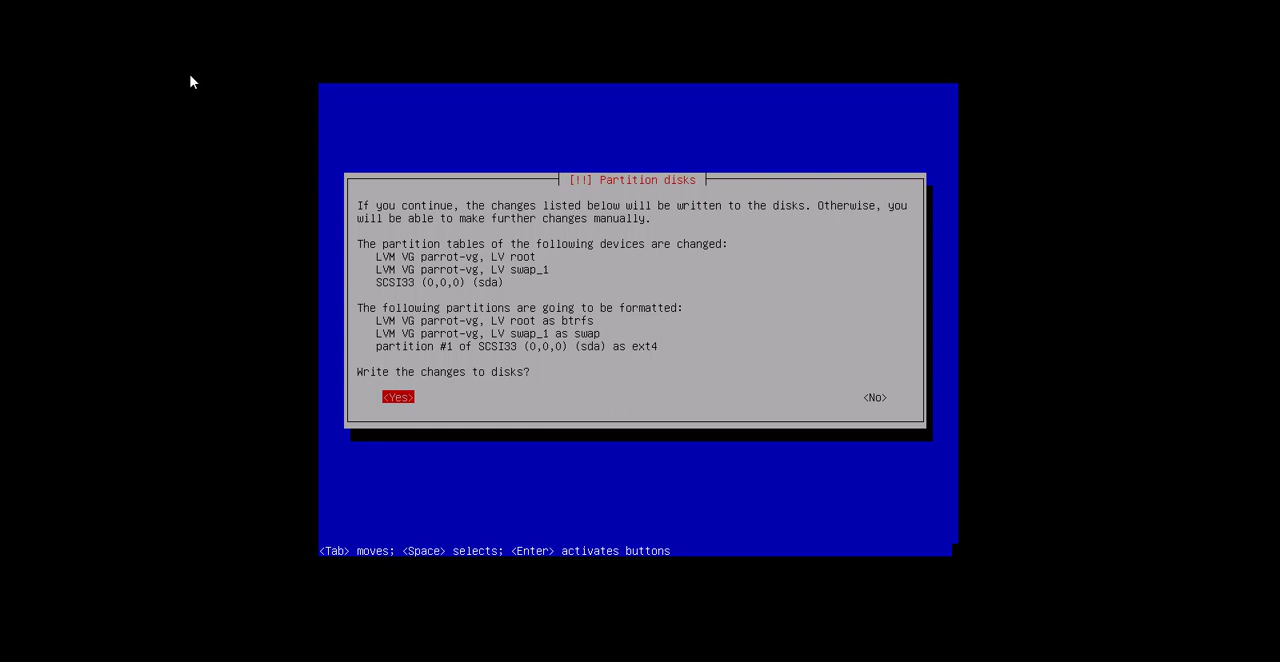 [!!] Partition disks
If you continue, the changes listed below will be written to the disks. Otherwise, you
will be able to make further changes manually.
The partition tables of the following devices are changed:
LVM VG parrot-vg, LV root
LVM VG parrot-vg, LV swap_1
SCSI33 (0,0,0) (sda)
The following partitions are going to be formatted:
LVM VG parrot-vg, LV root as btrfs
LVM VG parrot-vg, LV swap_1 as swap
partition #1 of SCSI33 (0,0,0) (sda) as ext4
Write the changes to disks?
<Yes> <No>
<Tab> moves; <Space> selects; <Enter> activates buttons